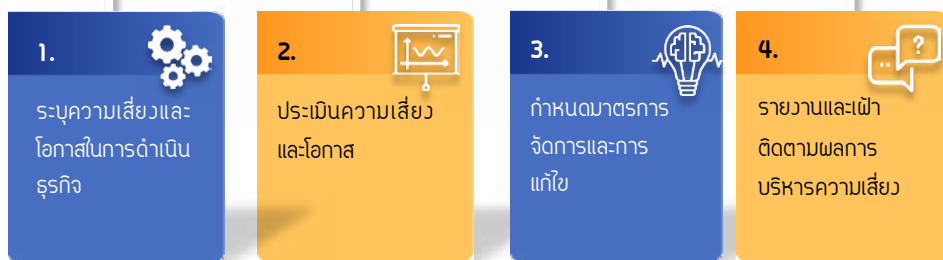 1.
ระบุความเสี่ยงและ
โอกาสในการดำเนิน
ธุรกิจ
2.
ประเมินความเสี่ยง
และโอกาส
3.
กำหนดมาตรการ
จัดการและการ
แก้ไข
4.
?
รายงานและเฝ้า
ติดตามผลการ
บริหารความเสี่ยง